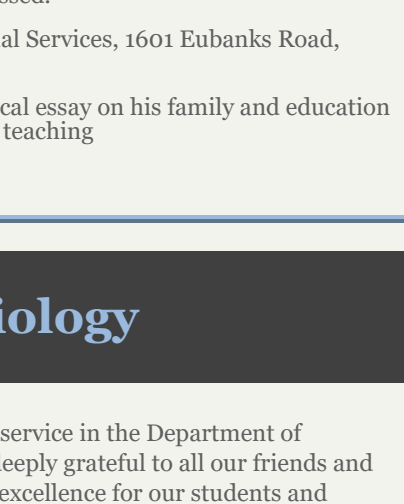 al Services, 1601 Eubanks Road,
cal essay on his family and education
teaching
iology
service in the Department of
deeply grateful to all our friends and
excellence for our students and